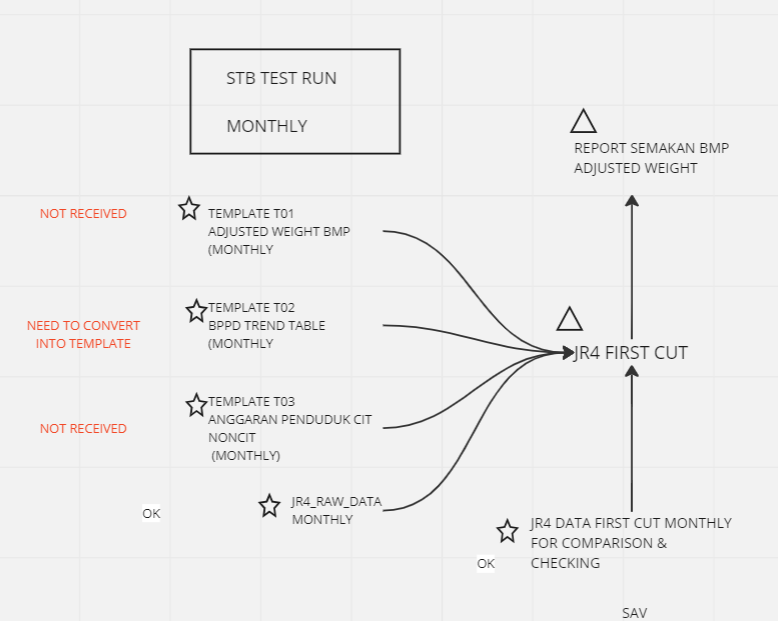 STB TEST RUN
MONTHLY
REPORT SEMAKAN BMP
ADJUSTED WEIGHT
NOT RECEIVED
TEMPLATE T01
ADJUSTED WEIGHT BMP
(MONTHLY
NEED TO CONVERT
INTO TEMPLATE
TEMPLATE T02
BPPD TREND TABLE
(MONTHLY
JR4 FIRST CUT
NOT RECEIVED
TEMPLATE T03
ANGGARAN PENDUDUK CIT
NONCIT
(MONTHLY)
OK
JR4_RAW_DATA
MONTHLY
OK
JR4 DATA FIRST CUT MONTHLY
FOR COMPARISON &
CHECKING
SAV